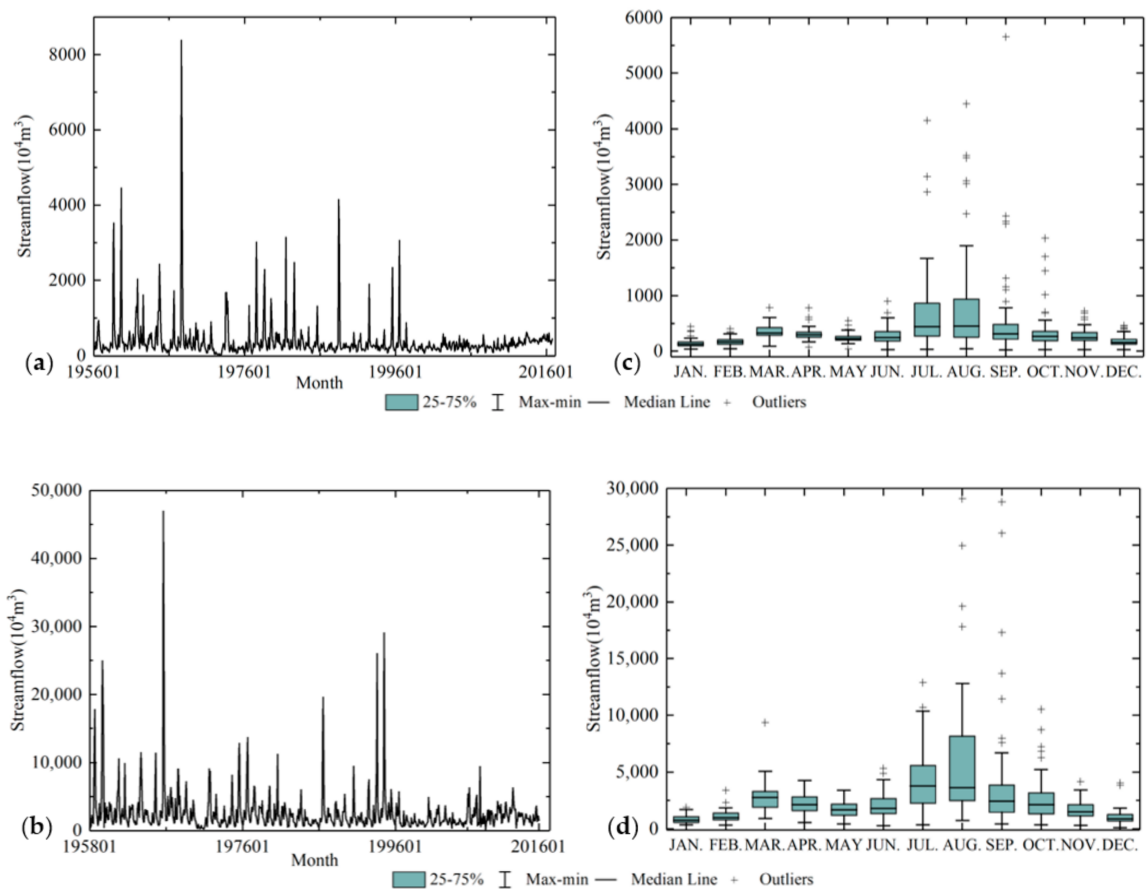 8000
6000
4000
2000
0
Streamflow(10⁴m³)
(a)
195601 197601 199601 201601
Month
6000
5000
4000
3000
2000
1000
0
Streamflow(10⁴m³)
(c)
JAN. FEB. MAR. APR. MAY JUN. JUL. AUG. SEP. OCT. NOV. DEC.
25-75% Max-min Median Line Outliers
50,000
40,000
30,000
20,000
10,000
0
Streamflow(10⁴m³)
(b)
195801 197601 199601 201601
Month
30,000
25,000
20,000
15,000
10,000
5,000
0
Streamflow(10⁴m³)
(d)
JAN. FEB. MAR. APR. MAY JUN. JUL. AUG. SEP. OCT. NOV. DEC.
25-75% Max-min Median Line Outliers